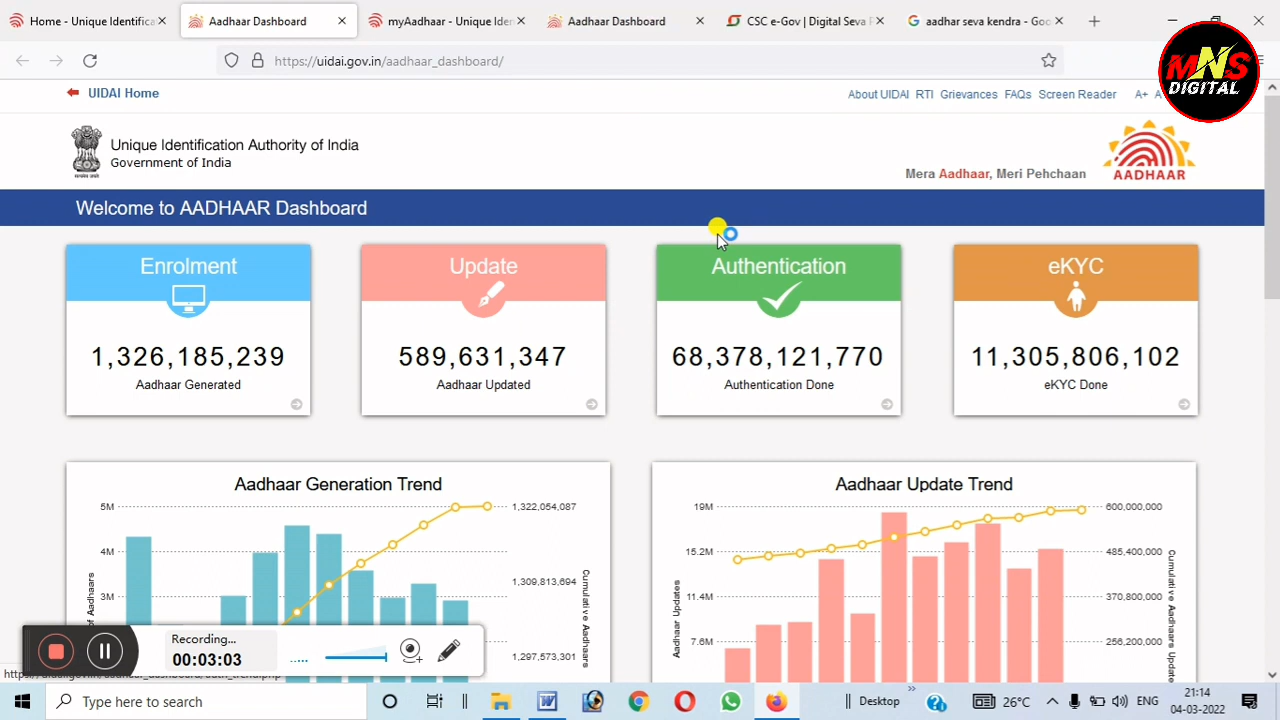 Home - Unique Identifica
Aadhaar Dashboard
myAadhaar - Unique Iden
Aadhaar Dashboard
CSC e-Gov | Digital Seva P
aadhar seva kendra - Goo
https://uidai.gov.in/aadhaar_dashboard/
MNS
DIGITAL
UIDAI Home
About UIDAI RTI Grievances FAQs Screen Reader A+ A
Unique Identification Authority of India
Government of India
Mera Aadhaar, Meri Pehchaan
AADHAAR
Welcome to AADHAAR Dashboard
Enrolment
Update
Authentication
eKYC
1,326,185,239
589,631,347
68,378,121,770
11,305,806,102
Aadhaar Generated
Aadhaar Updated
Authentication Done
eKYC Done
Aadhaar Generation Trend
Aadhaar Update Trend
5M
1,322,054,087
19M
600,000,000
4M
15.2M
485,400,000
1,309,813,694
3M
11.4M
370,800,000
7.6M
256,200,000
1,297,573,301
of Aadhaars
Cumulative Aadhaars
Aadhaar Updates
Cumulative Aadhaars Upda
Recording...
00:03:03
Type here to search
Desktop
26°C
ENG
21:14
04-03-2022